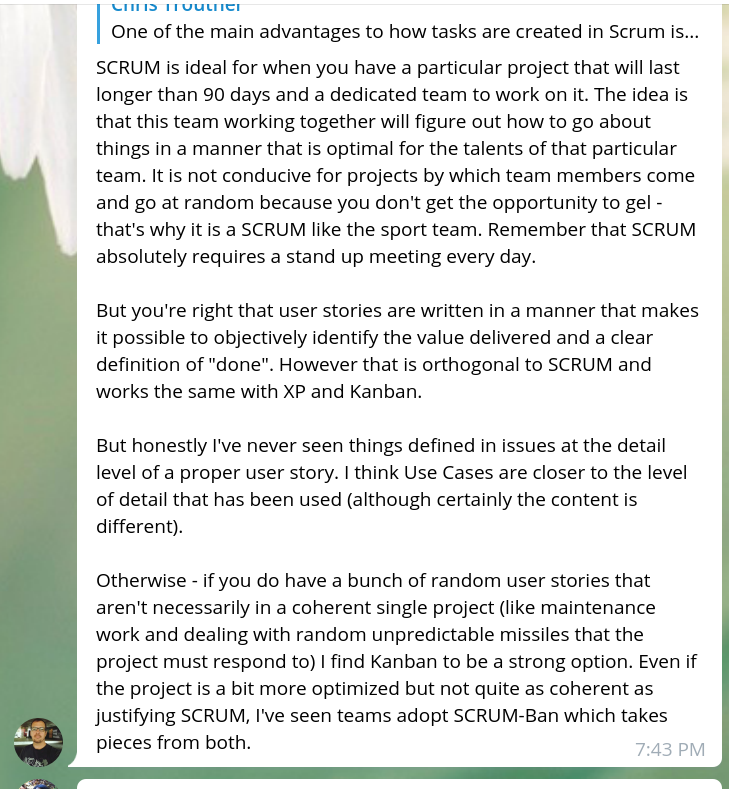 Chris Troutner
One of the main advantages to how tasks are created in Scrum is...
SCRUM is ideal for when you have a particular project that will last
longer than 90 days and a dedicated team to work on it. The idea is
that this team working together will figure out how to go about
things in a manner that is optimal for the talents of that particular
team. It is not conducive for projects by which team members come
and go at random because you don't get the opportunity to gel -
that's why it is a SCRUM like the sport team. Remember that SCRUM
absolutely requires a stand up meeting every day.
But you're right that user stories are written in a manner that makes
it possible to objectively identify the value delivered and a clear
definition of "done". However that is orthogonal to SCRUM and
works the same with XP and Kanban.
But honestly I've never seen things defined in issues at the detail
level of a proper user story. I think Use Cases are closer to the level
of detail that has been used (although certainly the content is
different).
Otherwise - if you do have a bunch of random user stories that
aren't necessarily in a coherent single project (like maintenance
work and dealing with random unpredictable missiles that the
project must respond to) I find Kanban to be a strong option. Even if
the project is a bit more optimized but not quite as coherent as
justifying SCRUM, I've seen teams adopt SCRUM-Ban which takes
pieces from both.
7:43 PM